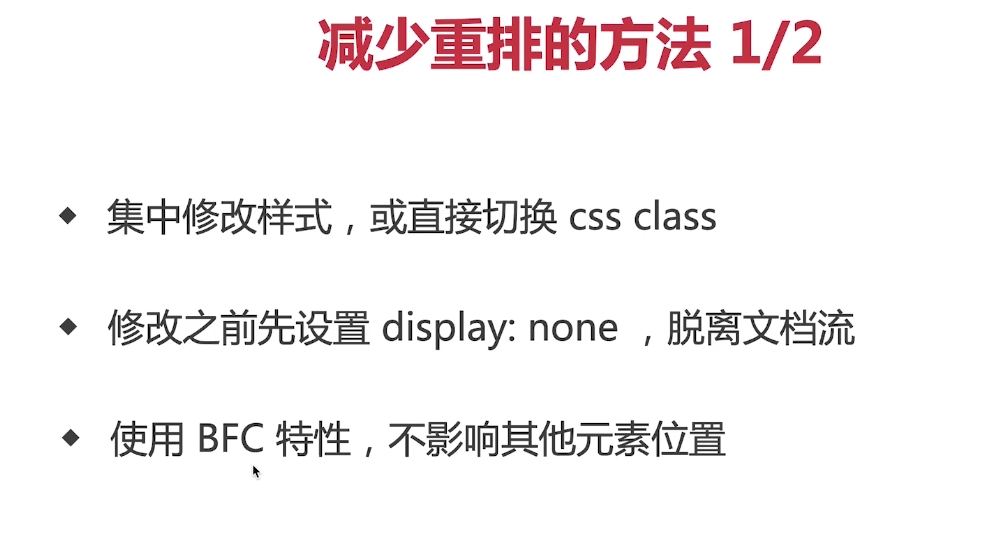 减少重排的方法 1/2
◆ 集中修改样式，或直接切换 css class
◆ 修改之前先设置 display: none ，脱离文档流
◆ 使用 BFC 特性，不影响其他元素位置